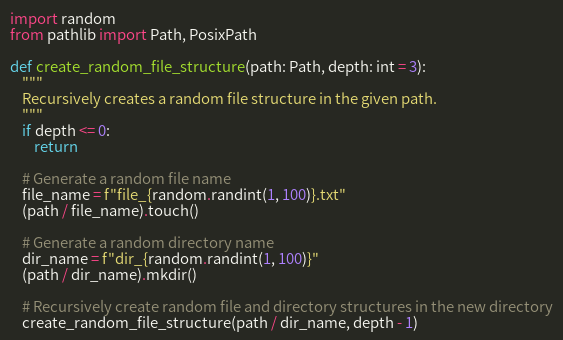 import random
from pathlib import Path, PosixPath

def create_random_file_structure(path: Path, depth: int = 3):
    """
    Recursively creates a random file structure in the given path.
    """
    if depth <= 0:
        return

    # Generate a random file name
    file_name = f"file_{random.randint(1, 100)}.txt"
    (path / file_name).touch()

    # Generate a random directory name
    dir_name = f"dir_{random.randint(1, 100)}"
    (path / dir_name).mkdir()

    # Recursively create random file and directory structures in the new directory
    create_random_file_structure(path / dir_name, depth - 1)